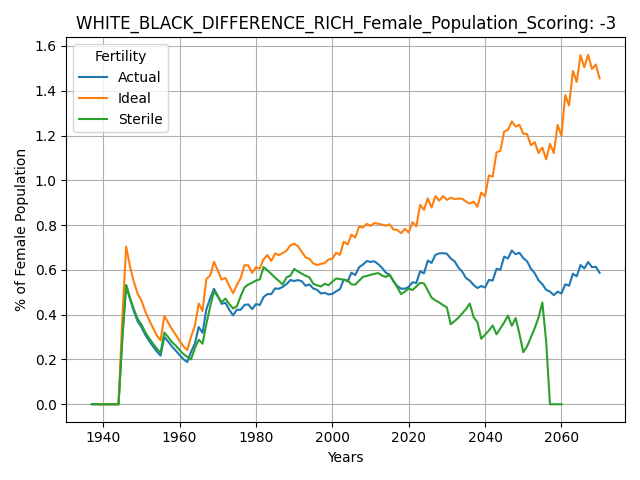 WHITE_BLACK_DIFFERENCE_RICH_Female_Population_Scoring: -3
Fertility
Actual
Ideal
Sterile
% of Female Population
1.6
1.4
1.2
1.0
0.8
0.6
0.4
0.2
0.0
1940 1960 1980 2000 2020 2040 2060
Years